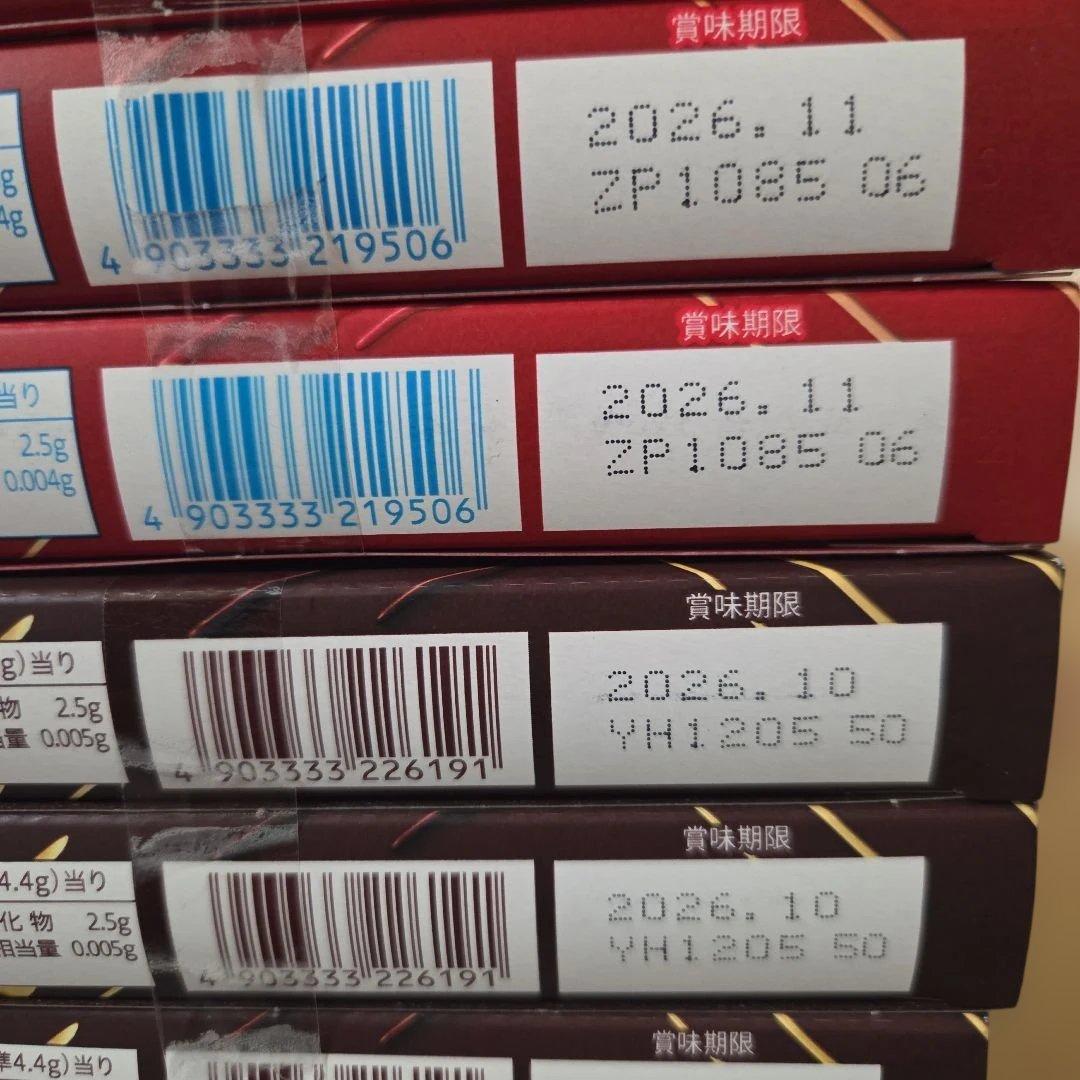 賞味期限
2026.11
ZP1085 06
g
4g
4 903333 219506
賞味期限
2026.11
ZP1085 06
当り
2.5g
0.004g
4 903333 219506
賞味期限
2026.10
YH1205 50
g)当り
物 2.5g
量 0.005g
4 903333 226191
賞味期限
2026.10
YH1205 50
4.4g)当り
化物 2.5g
相当量 0.005g
4 903333 226191
賞味期限
準4.4g)当り